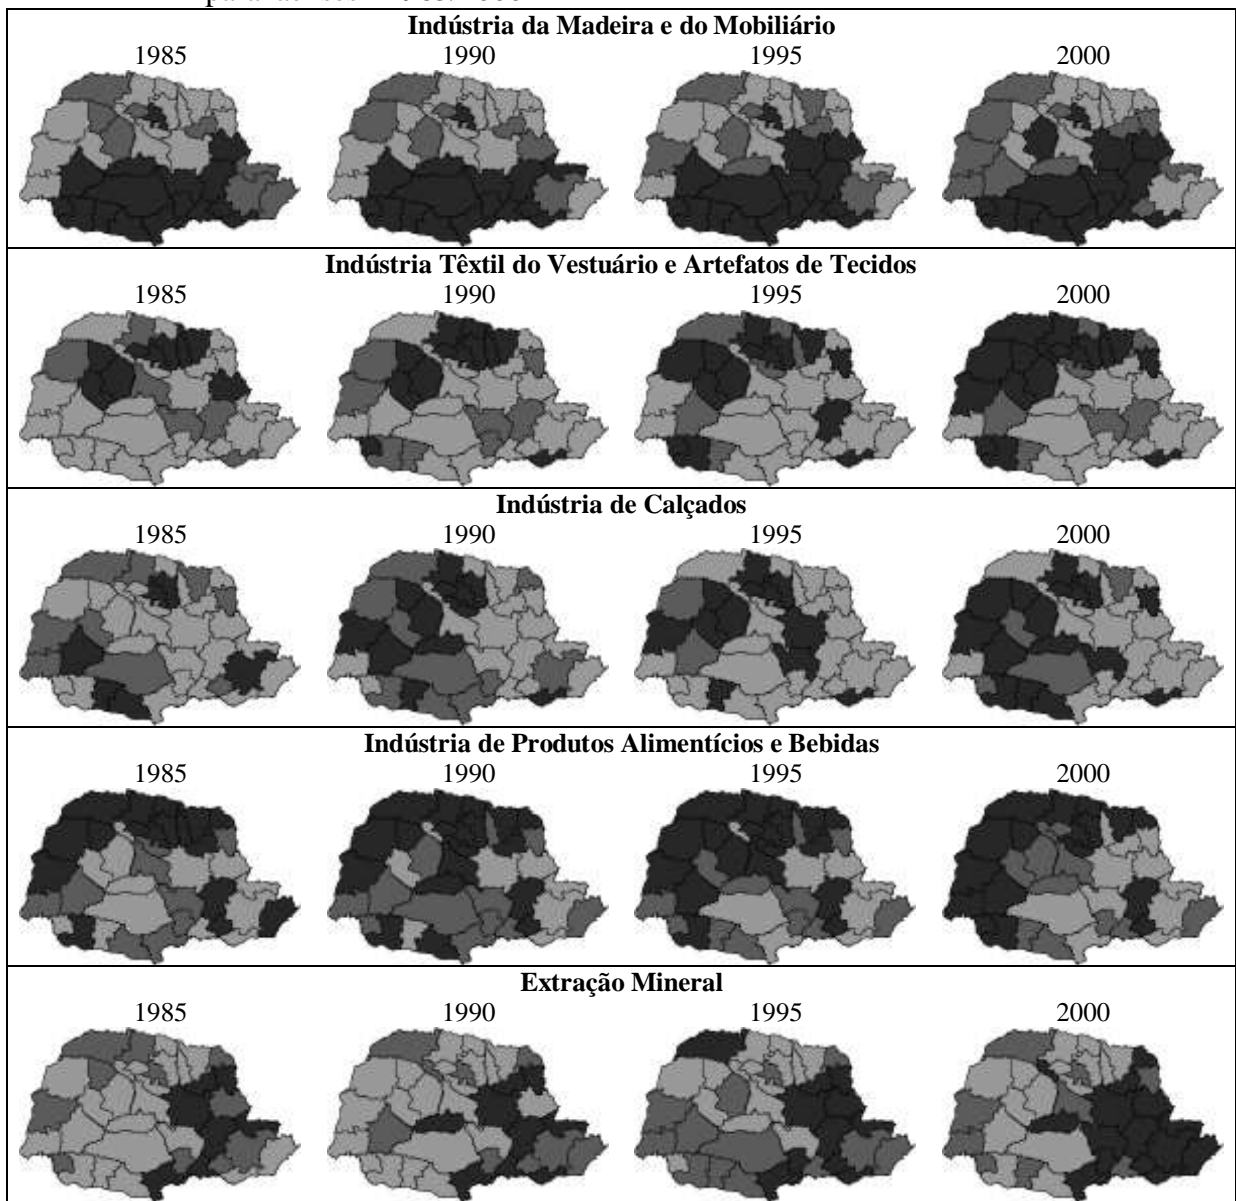 Indústria da Madeira e do Mobiliário
1985 1990 1995 2000
Indústria Têxtil do Vestuário e Artefatos de Tecidos
1985 1990 1995 2000
Indústria de Calçados
1985 1990 1995 2000
Indústria de Produtos Alimentícios e Bebidas
1985 1990 1995 2000
Extração Mineral
1985 1990 1995 2000